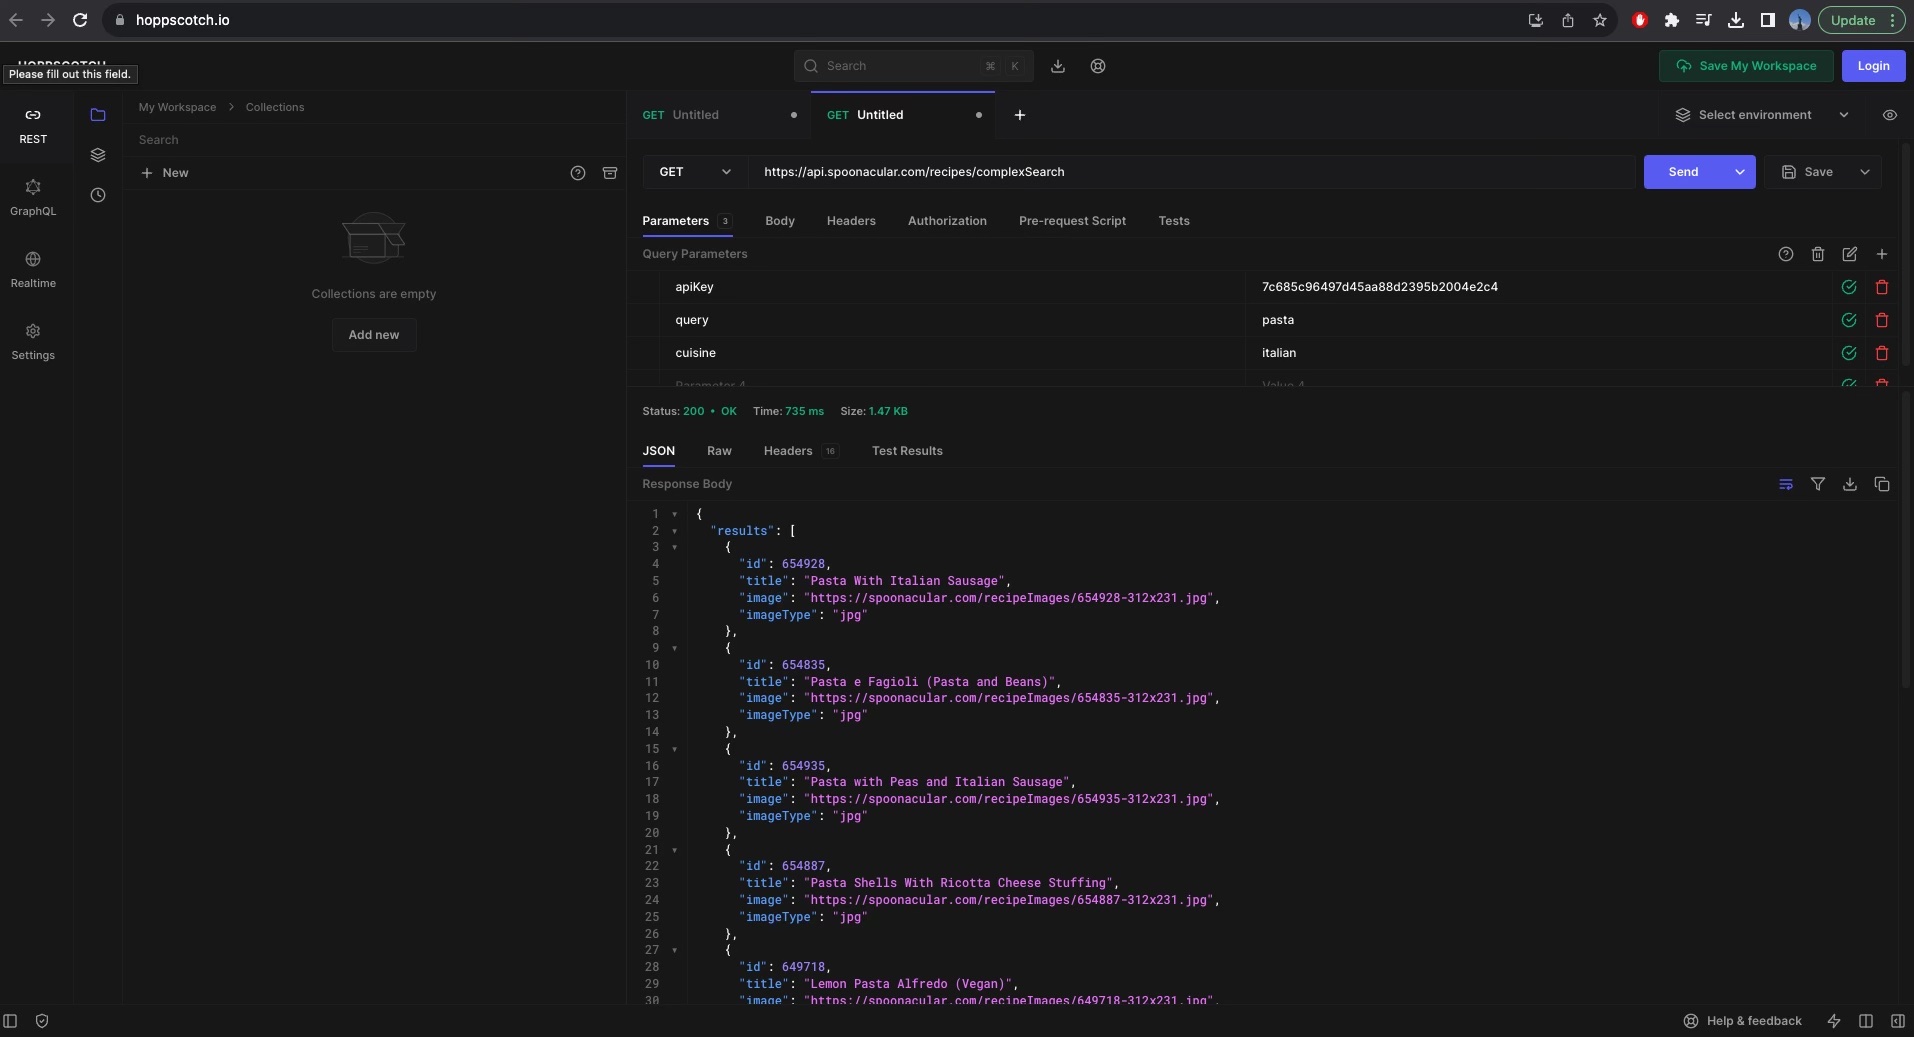 hoppscotch.io
Update
HOPPSCOTCH
Please fill out this field.
Search ⌘ K
Save My Workspace
Login
REST
GraphQL
Realtime
Settings
My Workspace > Collections
Search
+ New
Collections are empty
Add new
GET Untitled
GET Untitled
+
Select environment
GET
https://api.spoonacular.com/recipes/complexSearch
Send
Save
Parameters 3 Body Headers Authorization Pre-request Script Tests
Query Parameters
apiKey 7c685c96497d45aa88d2395b2004e2c4
query pasta
cuisine italian
Parameter 4 Value 4
Status: 200 • OK Time: 735 ms Size: 1.47 KB
JSON Raw Headers 16 Test Results
Response Body
1 {
2 "results": [
3 {
4 "id": 654928,
5 "title": "Pasta With Italian Sausage",
6 "image": "https://spoonacular.com/recipeImages/654928-312x231.jpg",
7 "imageType": "jpg"
8 },
9 {
10 "id": 654835,
11 "title": "Pasta e Fagioli (Pasta and Beans)",
12 "image": "https://spoonacular.com/recipeImages/654835-312x231.jpg",
13 "imageType": "jpg"
14 },
15 {
16 "id": 654935,
17 "title": "Pasta with Peas and Italian Sausage",
18 "image": "https://spoonacular.com/recipeImages/654935-312x231.jpg",
19 "imageType": "jpg"
20 },
21 {
22 "id": 654887,
23 "title": "Pasta Shells With Ricotta Cheese Stuffing",
24 "image": "https://spoonacular.com/recipeImages/654887-312x231.jpg",
25 "imageType": "jpg"
26 },
27 {
28 "id": 649718,
29 "title": "Lemon Pasta Alfredo (Vegan)",
30 "image": "https://spoonacular.com/recipeImages/649718-312x231.jpg",
Help & feedback